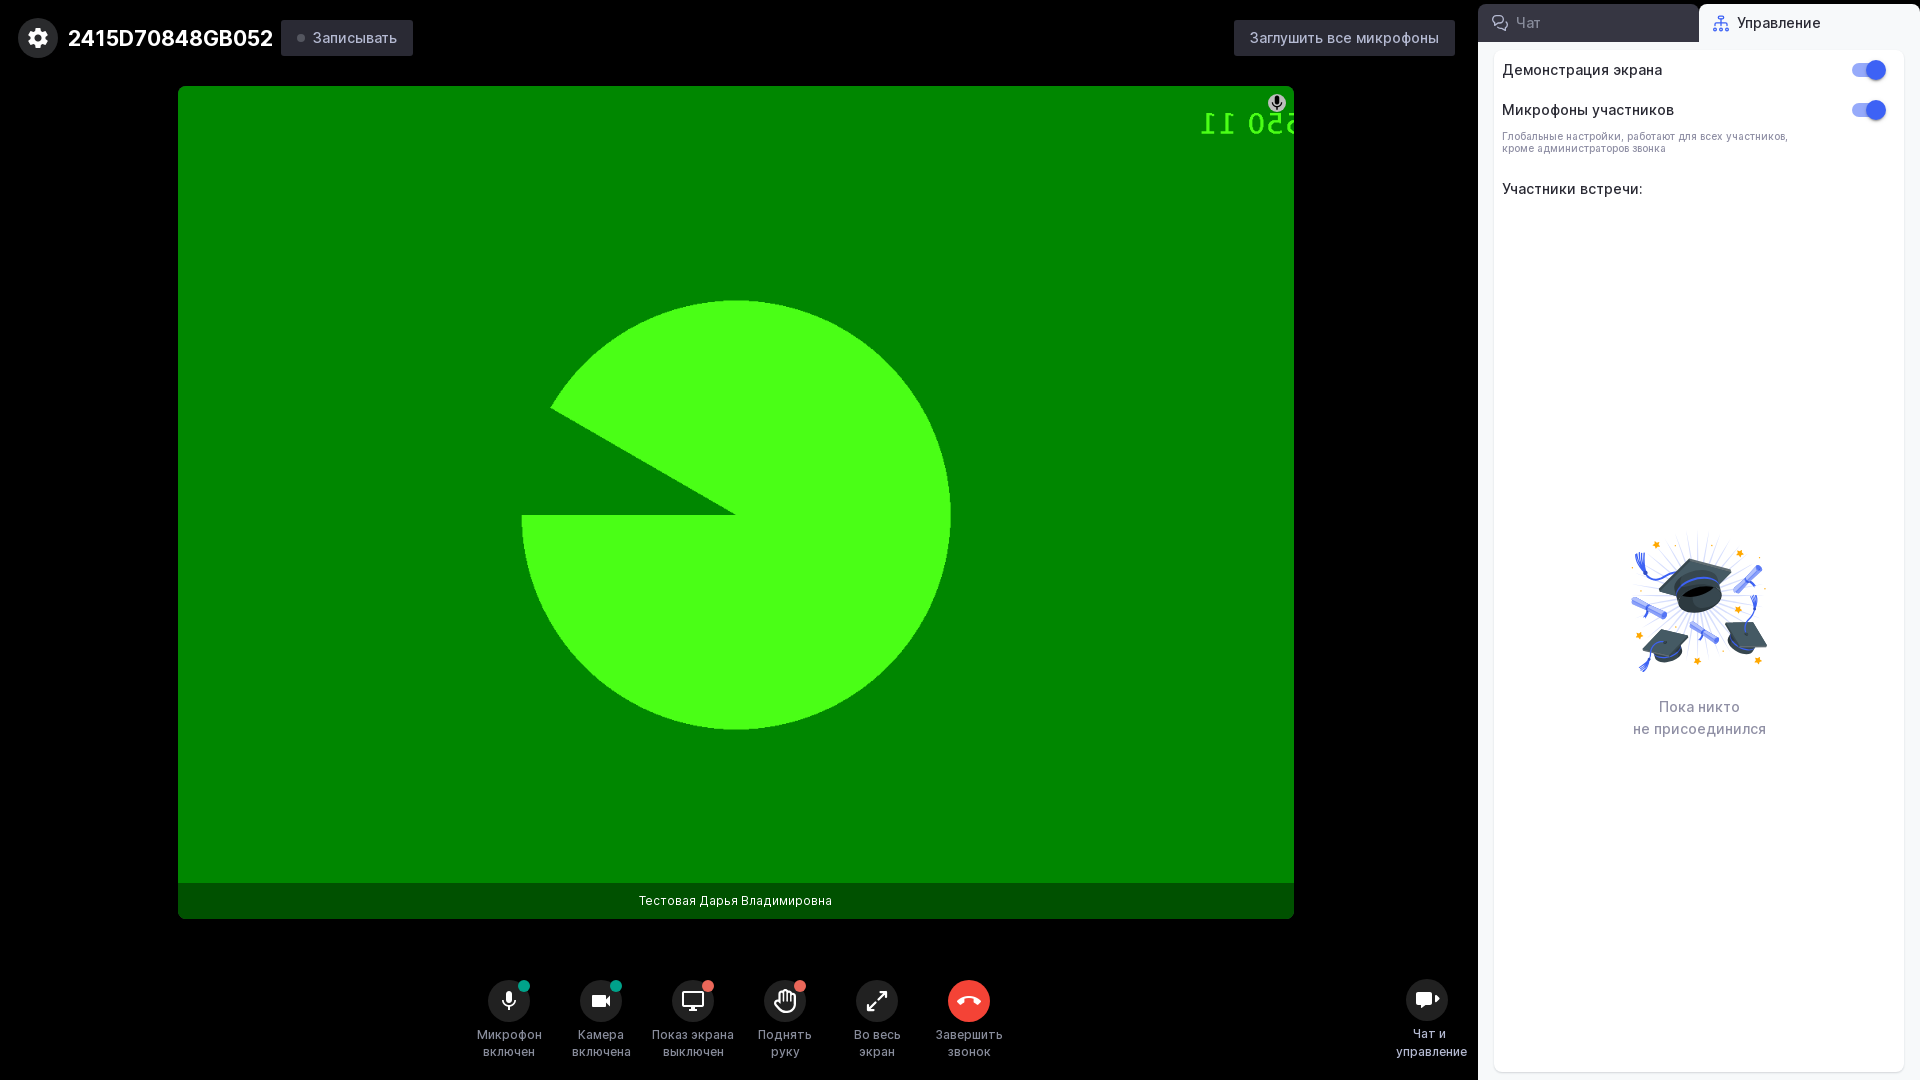 2415D70848GB052
Записывать
Заглушить все микрофоны
Чат
Управление
Демонстрация экрана
Микрофоны участников
Глобальные настройки, работают для всех участников,
кроме администраторов звонка
Участники встречи:
Пока никто
не присоединился
Тестовая Дарья Владимировна
Микрофон
включен
Камера
включена
Показ экрана
выключен
Поднять
руку
Во весь
экран
Завершить
звонок
Чат и
управление